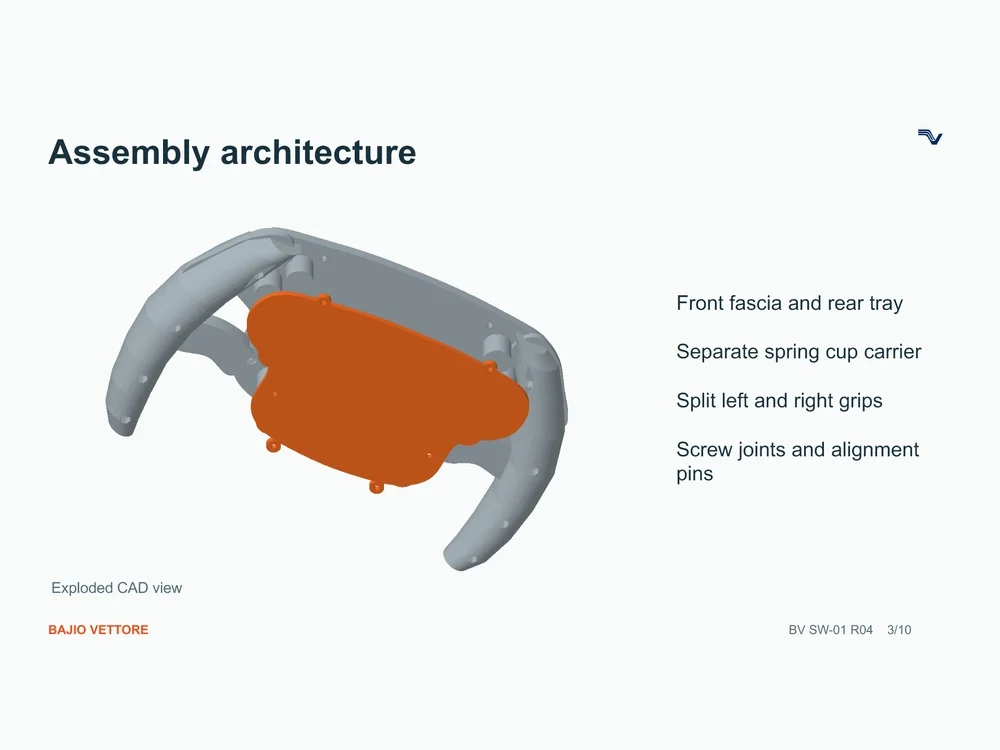 Assembly architecture
Front fascia and rear tray
Separate spring cup carrier
Split left and right grips
Screw joints and alignment
pins
Exploded CAD view
BAJIO VETTORE
BV SW-01 R04 3/10